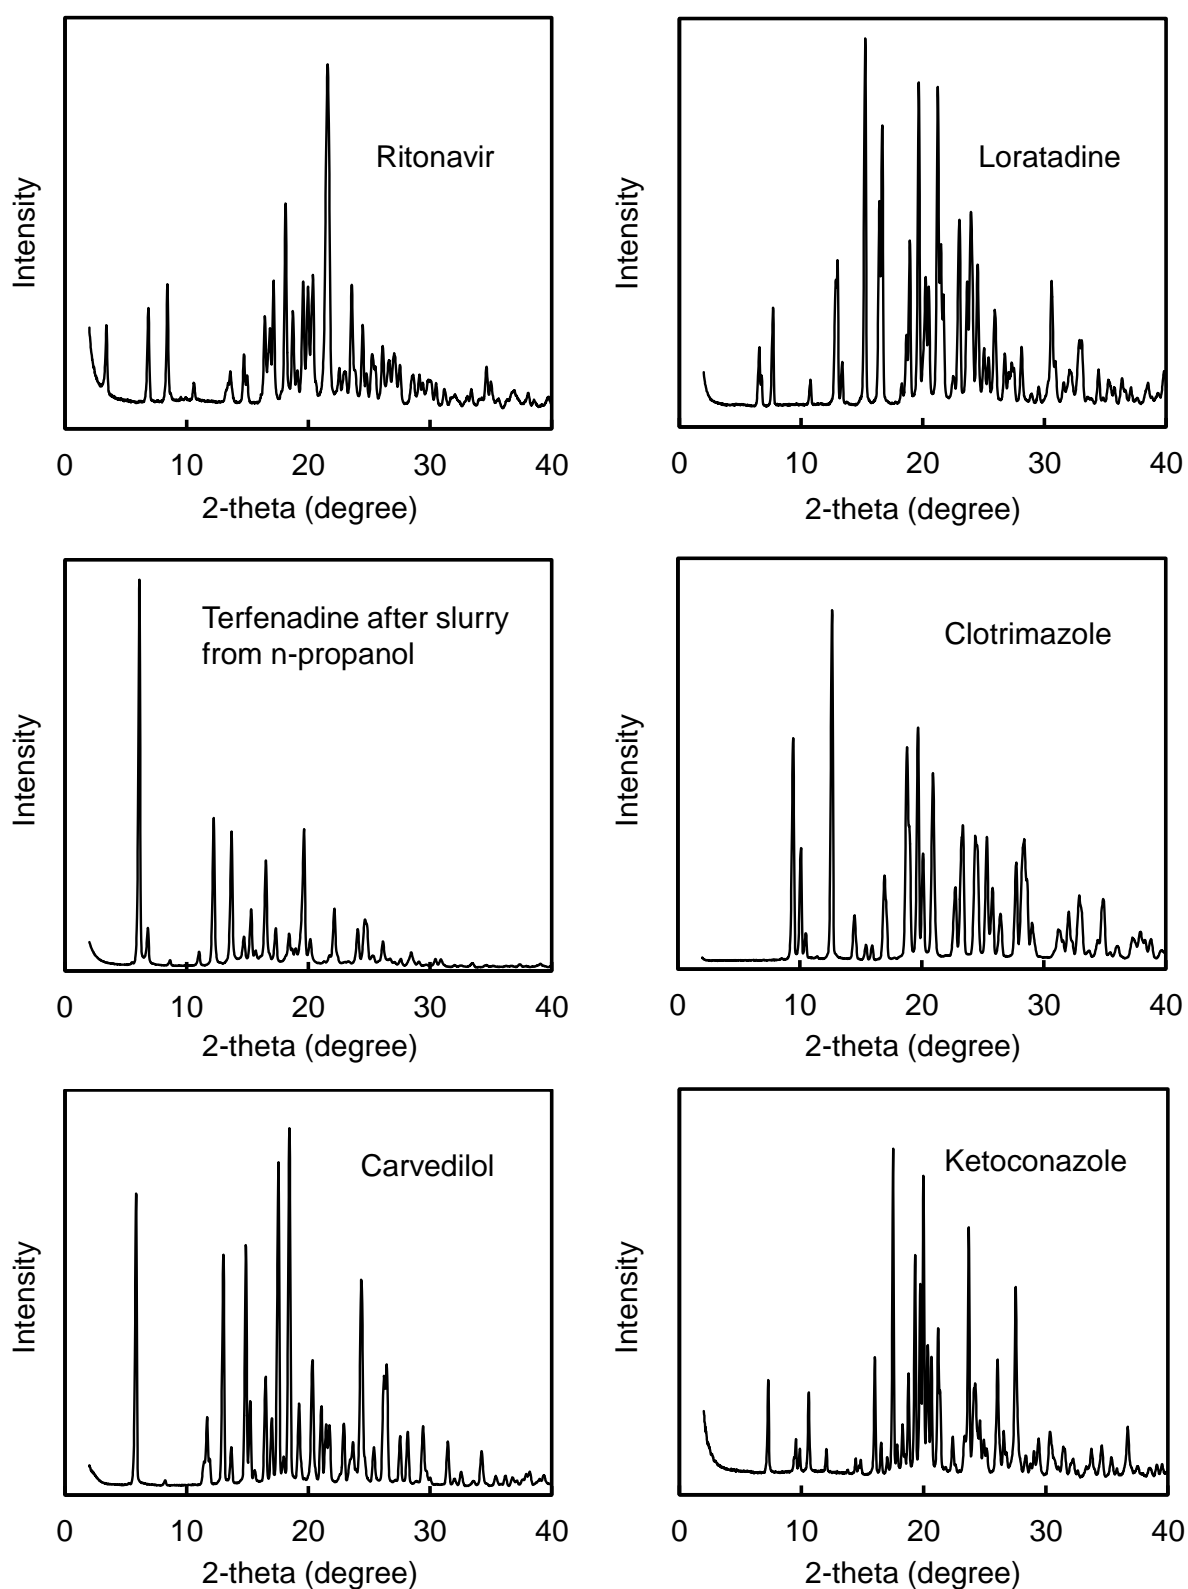 Ritonavir
Intensity
0 10 20 30 40
2-theta (degree)
Loratadine
Intensity
0 10 20 30 40
2-theta (degree)
Terfenadine after slurry
from n-propanol
Intensity
0 10 20 30 40
2-theta (degree)
Clotrimazole
Intensity
0 10 20 30 40
2-theta (degree)
Carvedilol
Intensity
0 10 20 30 40
2-theta (degree)
Ketoconazole
Intensity
0 10 20 30 40
2-theta (degree)